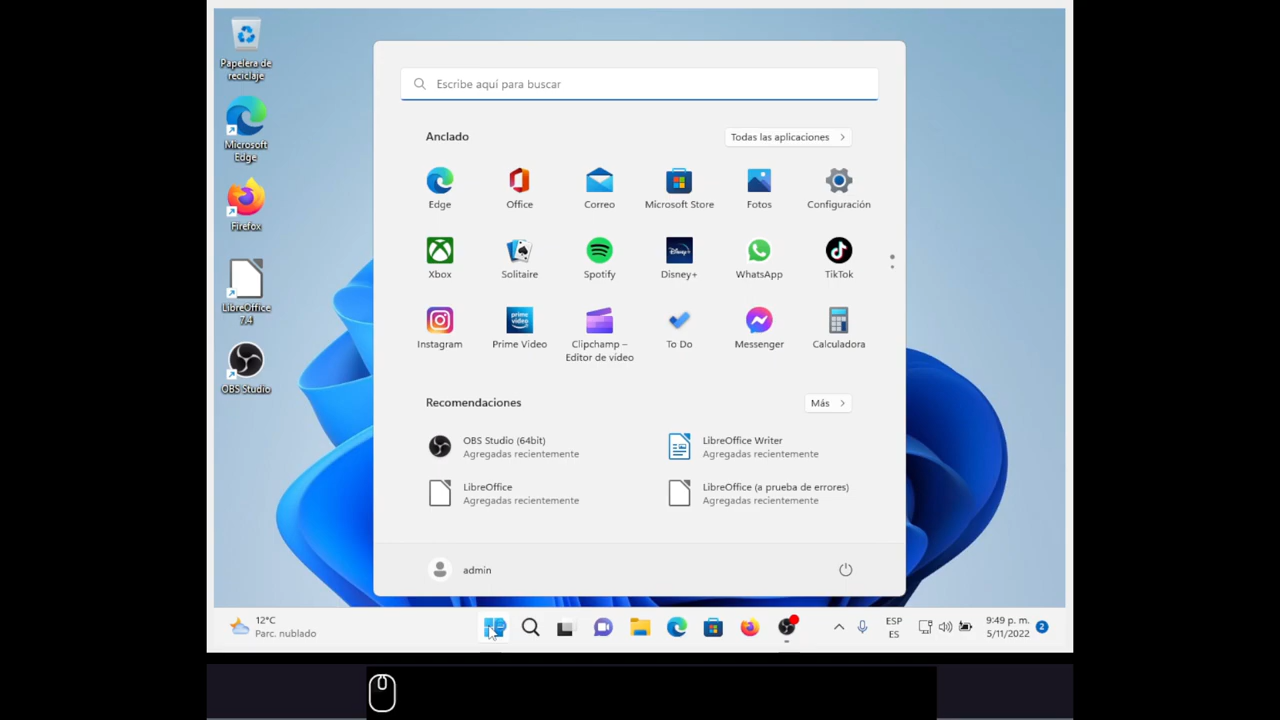 Papelera de
reciclaje
Microsoft
Edge
Firefox
LibreOffice
7.4
OBS Studio
Escribe aquí para buscar
Anclado
Todas las aplicaciones
Edge
Office
Correo
Microsoft Store
Fotos
Configuración
Xbox
Solitaire
Spotify
Disney+
Disney+
WhatsApp
TikTok
prime
video
Instagram
Prime Video
Clipchamp –
Editor de vídeo
To Do
Messenger
Calculadora
Recomendaciones
Más
OBS Studio (64bit)
Agregadas recientemente
LibreOffice Writer
Agregadas recientemente
LibreOffice
Agregadas recientemente
LibreOffice (a prueba de errores)
Agregadas recientemente
admin
12°C
Parc. nublado
ESP
ES
9:49 p. m.
5/11/2022
2